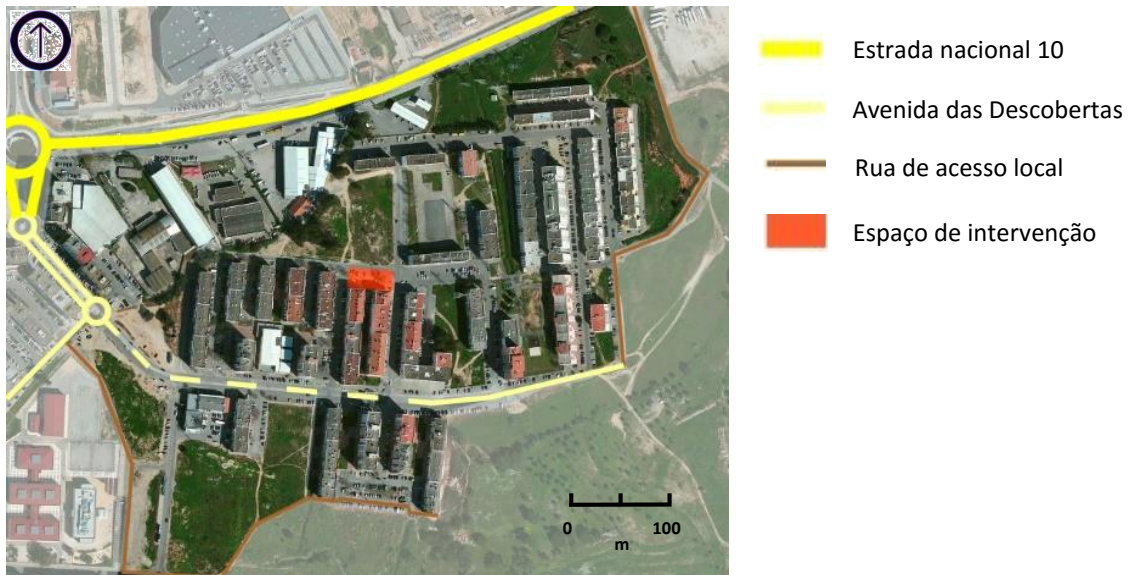 Estrada nacional 10
Avenida das Descobertas
Rua de acesso local
Espaço de intervenção
0 100
m